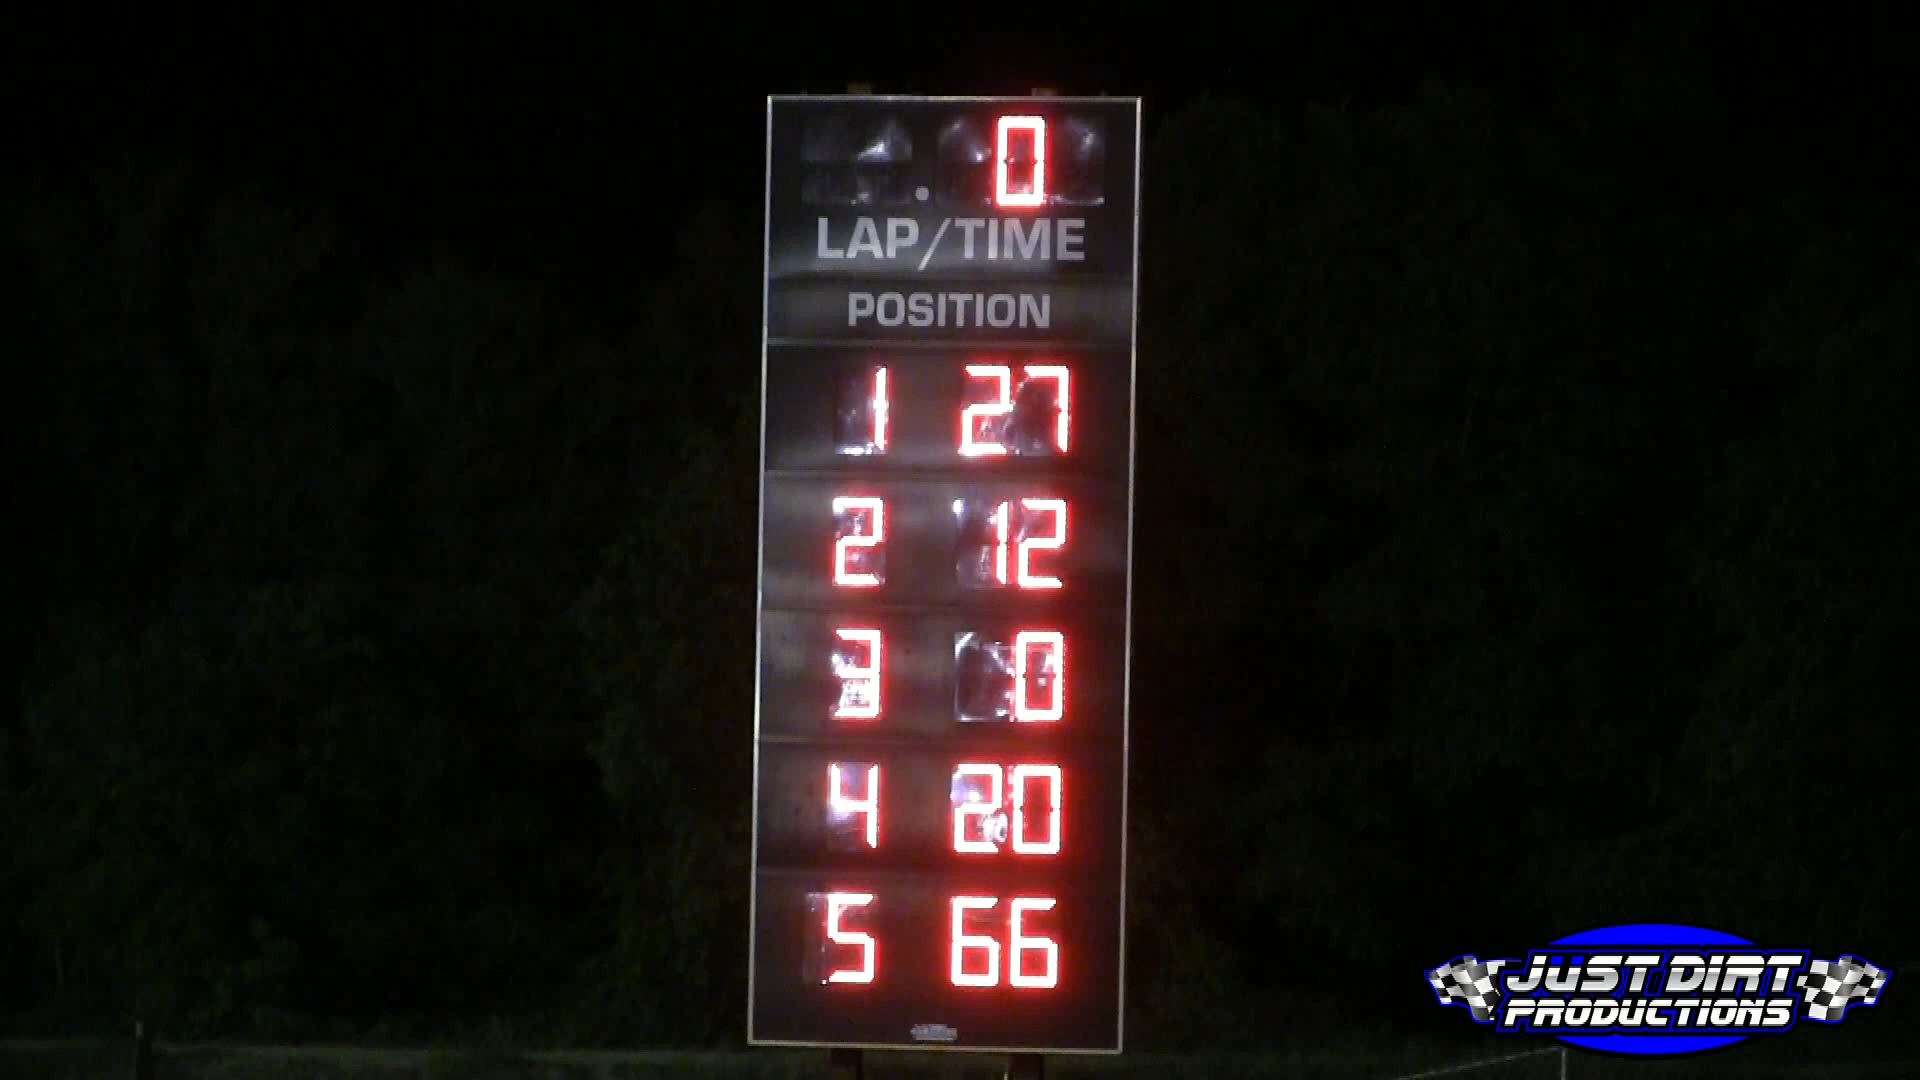 0
LAP/TIME
POSITION
1 27
2 12
3 0
4 20
5 66
JUST DIRT
PRODUCTIONS